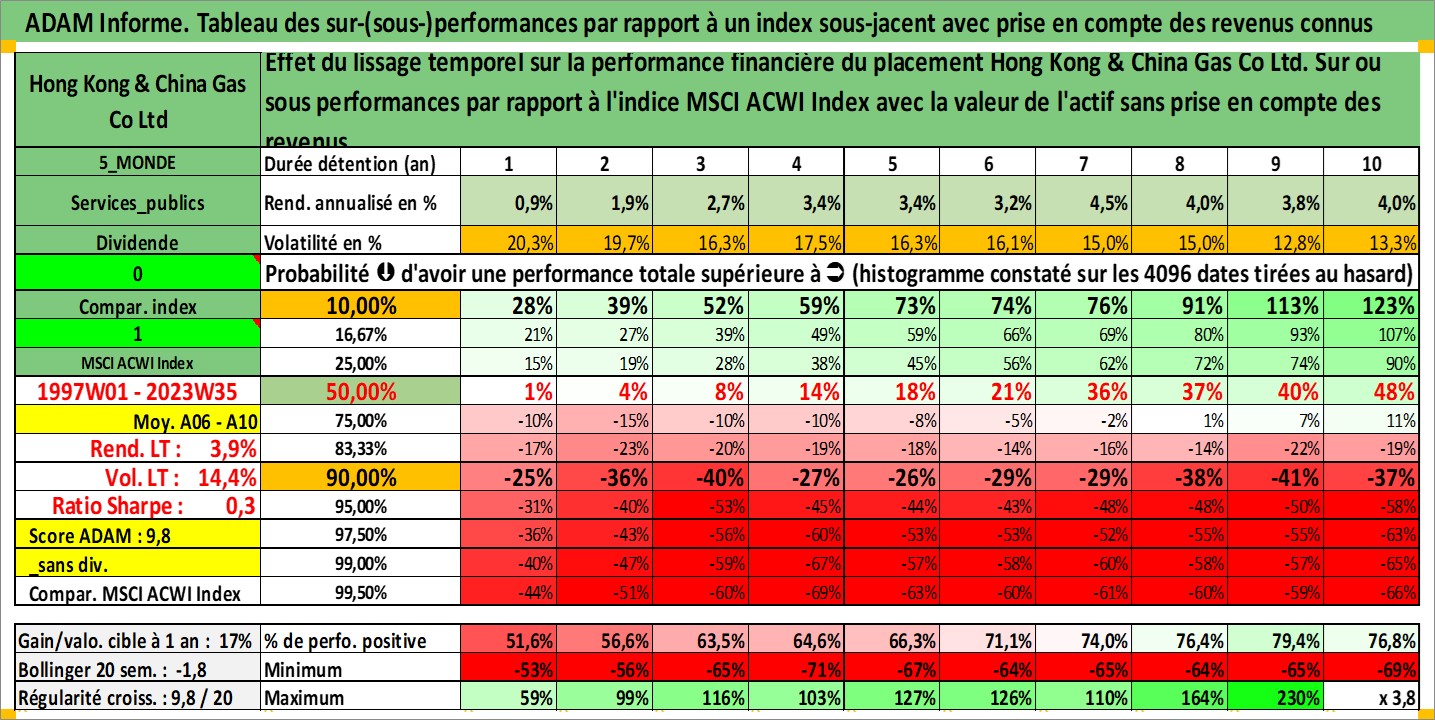 ADAM Informe. Tableau des sur-(sous-)performances par rapport à un index sous-jacent avec prise en compte des revenus connus
Hong Kong & China Gas Co Ltd
Effet du lissage temporel sur la performance financière du placement Hong Kong & China Gas Co Ltd. Sur ou
sous performances par rapport à l'indice MSCI ACWI Index avec la valeur de l'actif sans prise en compte des
revenus
5_MONDE Durée détention (an) 1 2 3 4 5 6 7 8 9 10
Services_publics Rend. annualisé en % 0,9% 1,9% 2,7% 3,4% 3,4% 3,2% 4,5% 4,0% 3,8% 4,0%
Dividende Volatilité en % 20,3% 19,7% 16,3% 17,5% 16,3% 16,1% 15,0% 15,0% 12,8% 13,3%
0 Probabilité ⬇ d'avoir une performance totale supérieure à ➲ (histogramme constaté sur les 4096 dates tirées au hasard)
Compar. index 10,00% 28% 39% 52% 59% 73% 74% 76% 91% 113% 123%
1 16,67% 21% 27% 39% 49% 59% 66% 69% 80% 93% 107%
MSCI ACWI Index 25,00% 15% 19% 28% 38% 45% 56% 62% 72% 74% 90%
1997W01 - 2023W35 50,00% 1% 4% 8% 14% 18% 21% 36% 37% 40% 48%
Moy. A06 - A10 75,00% -10% -15% -10% -10% -8% -5% -2% 1% 7% 11%
Rend. LT : 3,9% 83,33% -17% -23% -20% -19% -18% -14% -16% -14% -22% -19%
Vol. LT : 14,4% 90,00% -25% -36% -40% -27% -26% -29% -29% -38% -41% -37%
Ratio Sharpe : 0,3 95,00% -31% -40% -53% -45% -44% -43% -48% -48% -50% -58%
Score ADAM : 9,8 97,50% -36% -43% -56% -60% -53% -53% -52% -55% -55% -63%
_sans div. 99,00% -40% -47% -59% -67% -57% -58% -60% -58% -57% -65%
Compar. MSCI ACWI Index 99,50% -44% -51% -60% -69% -63% -60% -61% -60% -59% -66%
Gain/valo. cible à 1 an : 17% % de perfo. positive 51,6% 56,6% 63,5% 64,6% 66,3% 71,1% 74,0% 76,4% 79,4% 76,8%
Bollinger 20 sem. : -1,8 Minimum -53% -56% -65% -71% -67% -64% -65% -64% -65% -69%
Régularité croiss. : 9,8 / 20 Maximum 59% 99% 116% 103% 127% 126% 110% 164% 230% x 3,8